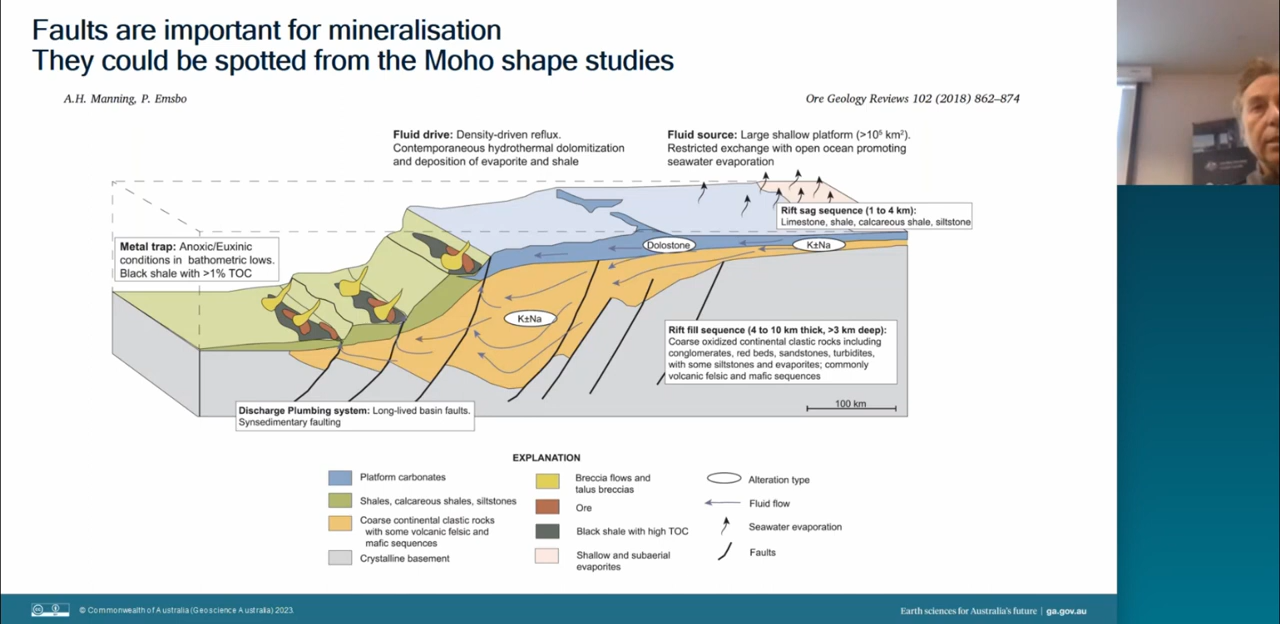 Faults are important for mineralisation
They could be spotted from the Moho shape studies
A.H. Manning, P. Emsbo
Ore Geology Reviews 102 (2018) 862–874
Fluid drive: Density-driven reflux.
Contemporaneous hydrothermal dolomitization
and deposition of evaporite and shale
Fluid source: Large shallow platform (>10⁵ km²).
Restricted exchange with open ocean promoting
seawater evaporation
Rift sag sequence (1 to 4 km):
Limestone, shale, calcareous shale, siltstone
Metal trap: Anoxic/Euxinic
conditions in bathometric lows.
Black shale with >1% TOC
Dolostone
K±Na
K±Na
Rift fill sequence (4 to 10 km thick, >3 km deep):
Coarse oxidized continental clastic rocks including
conglomerates, red beds, sandstones, turbidites,
with some siltstones and evaporites; commonly
volcanic felsic and mafic sequences
100 km
Discharge Plumbing system: Long-lived basin faults.
Synsedimentary faulting
EXPLANATION
Platform carbonates
Shales, calcareous shales, siltstones
Coarse continental clastic rocks
with some volcanic felsic and
mafic sequences
Crystalline basement
Breccia flows and
talus breccias
Ore
Black shale with high TOC
Shallow and subaerial
evaporites
Alteration type
Fluid flow
Seawater evaporation
Faults
© Commonwealth of Australia (Geoscience Australia) 2023
Earth sciences for Australia's future | ga.gov.au